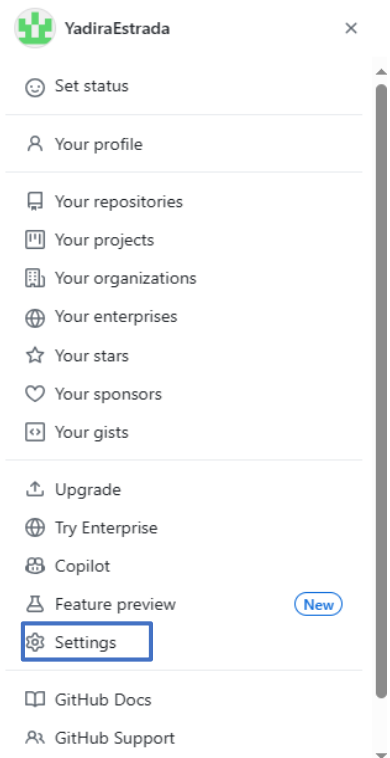 YadiraEstrada
Set status
Your profile
Your repositories
Your projects
Your organizations
Your enterprises
Your stars
Your sponsors
Your gists
Upgrade
Try Enterprise
Copilot
Feature preview New
Settings
GitHub Docs
GitHub Support